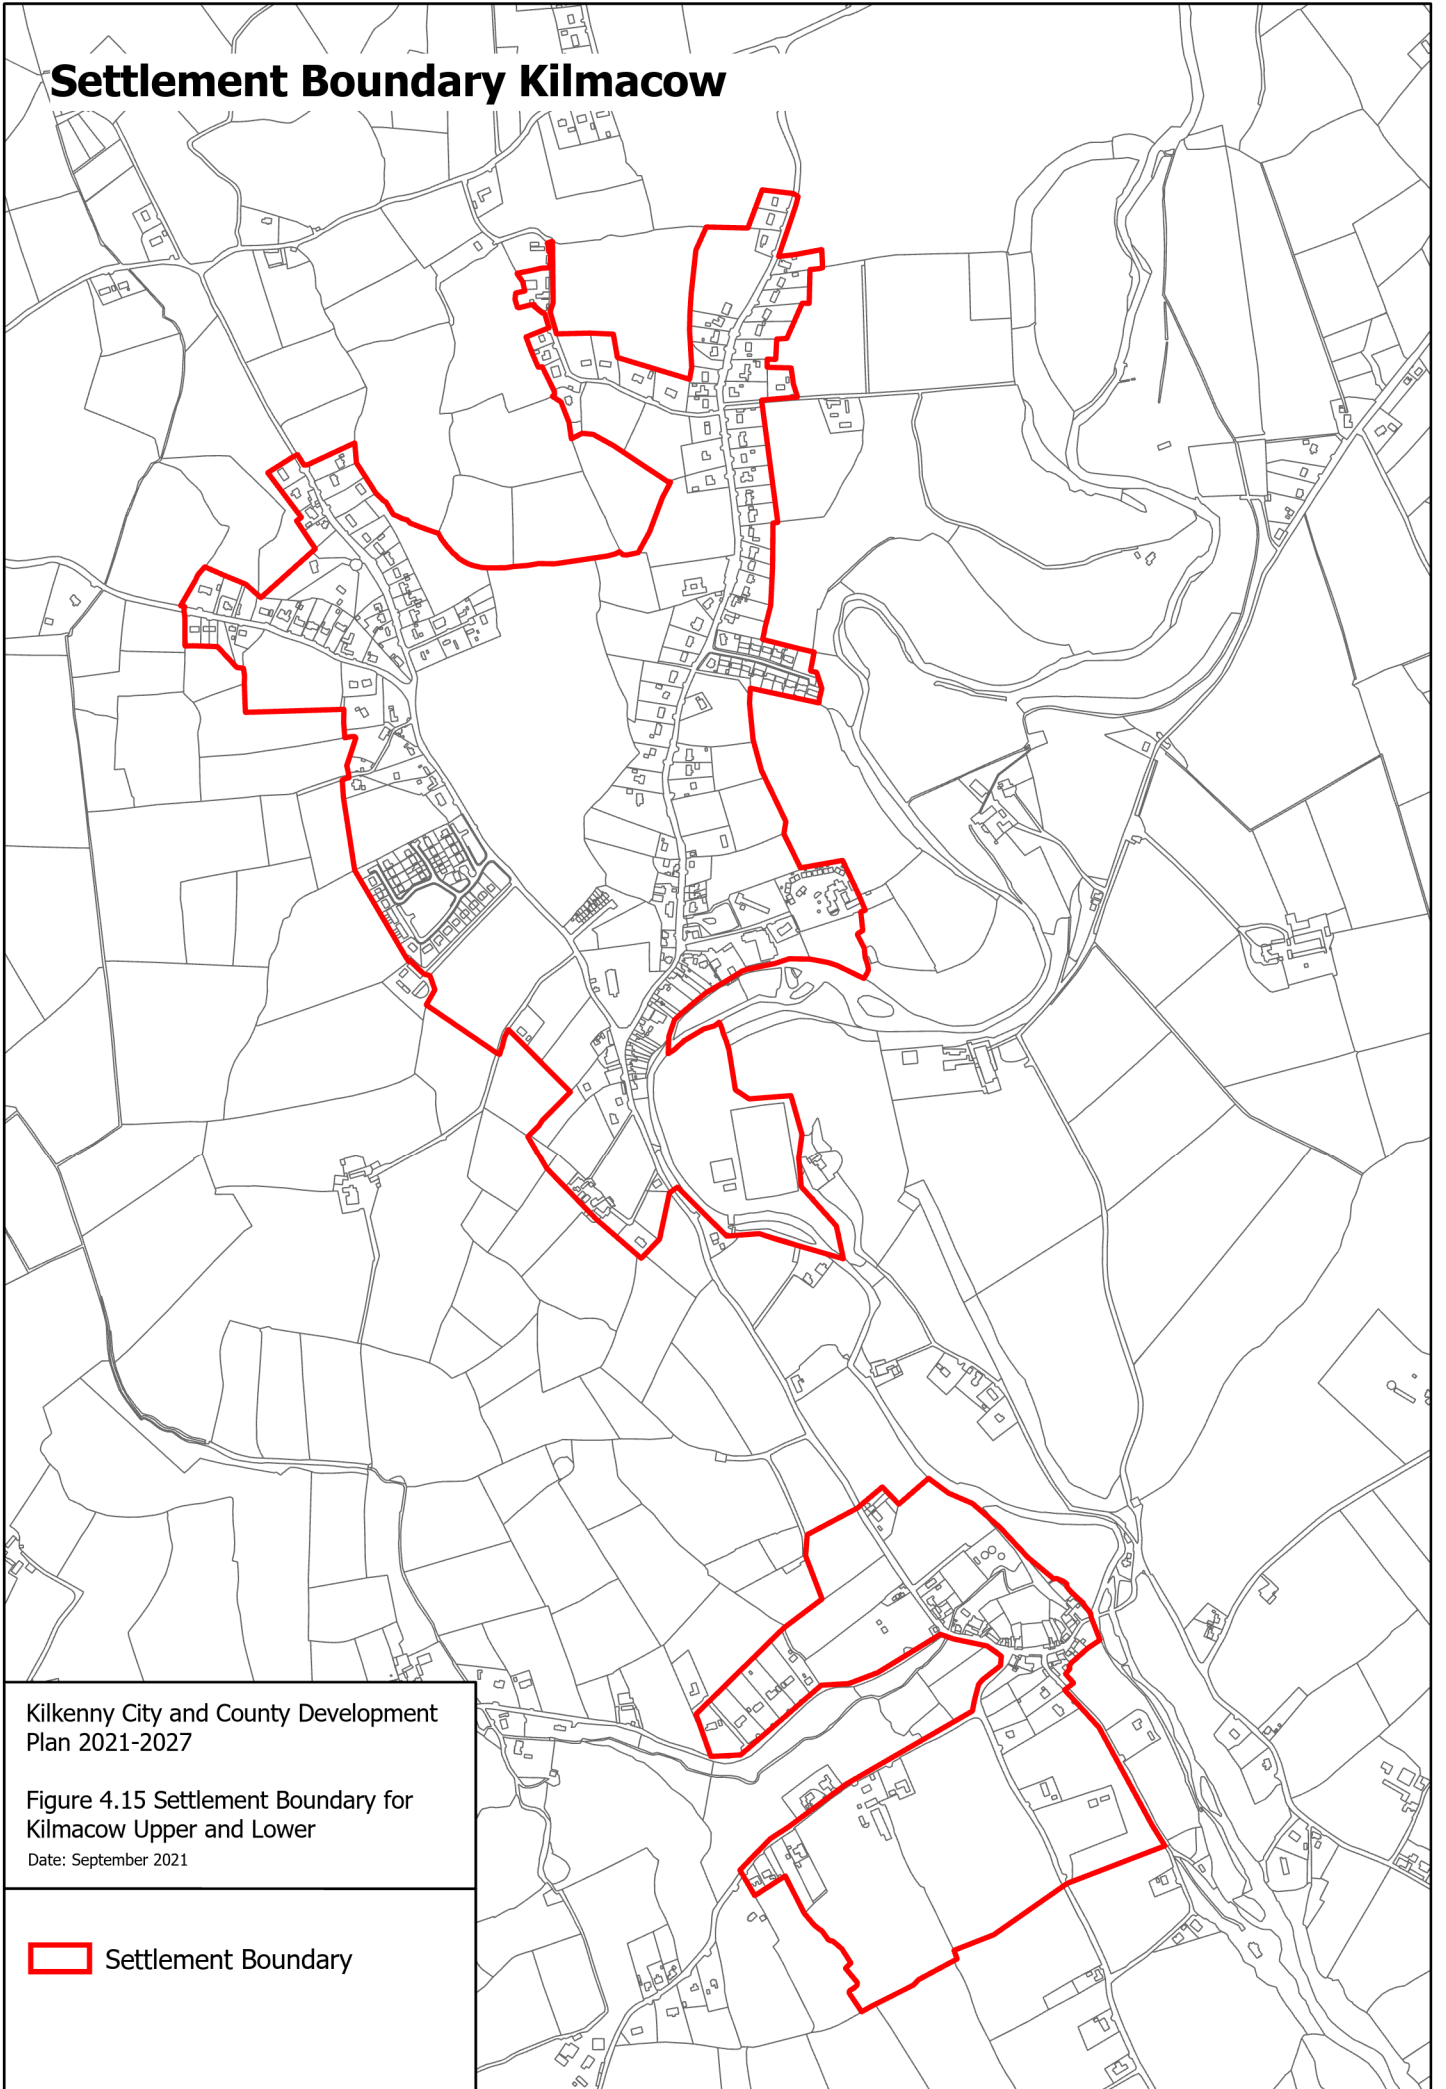 Settlement Boundary Kilmacow
Kilkenny City and County Development
Plan 2021-2027
Figure 4.15 Settlement Boundary for
Kilmacow Upper and Lower
Date: September 2021
Settlement Boundary